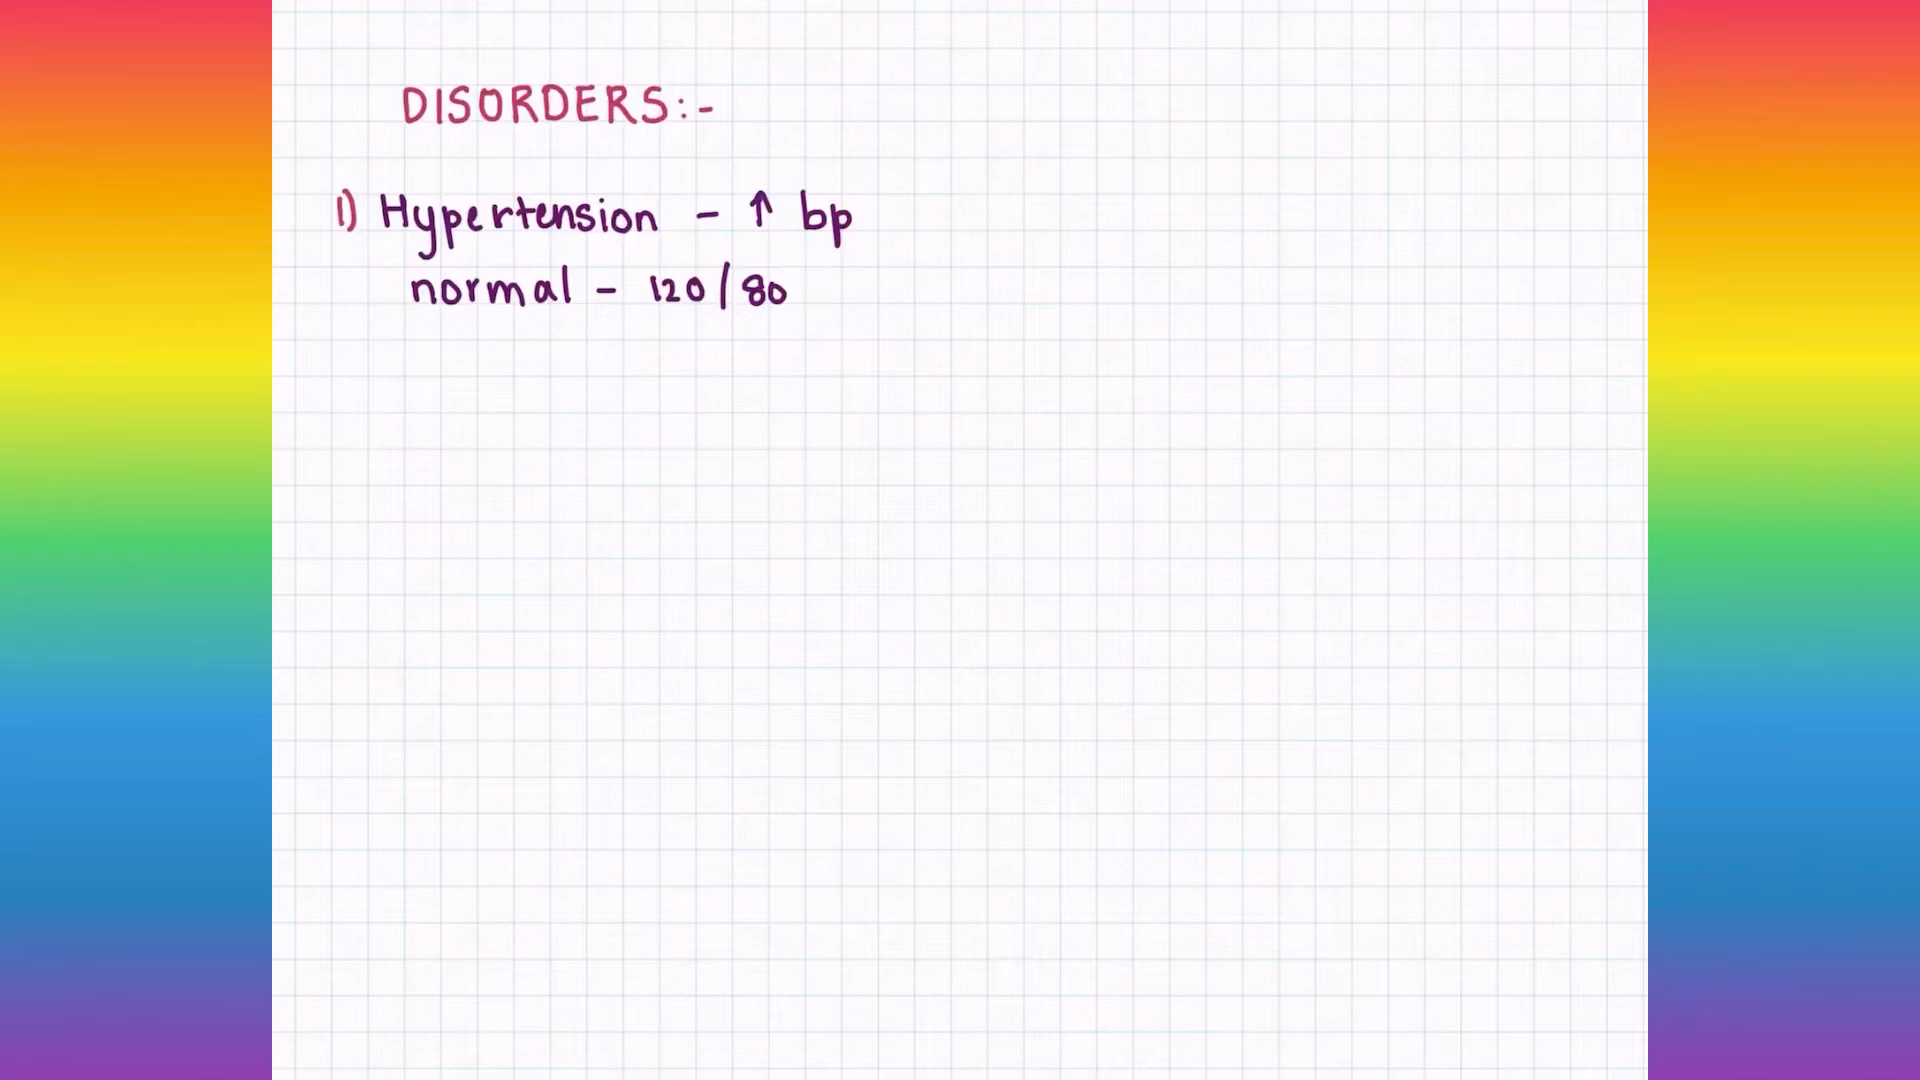 DISORDERS:-
1) Hypertension - ↑ bp
normal - 120/80